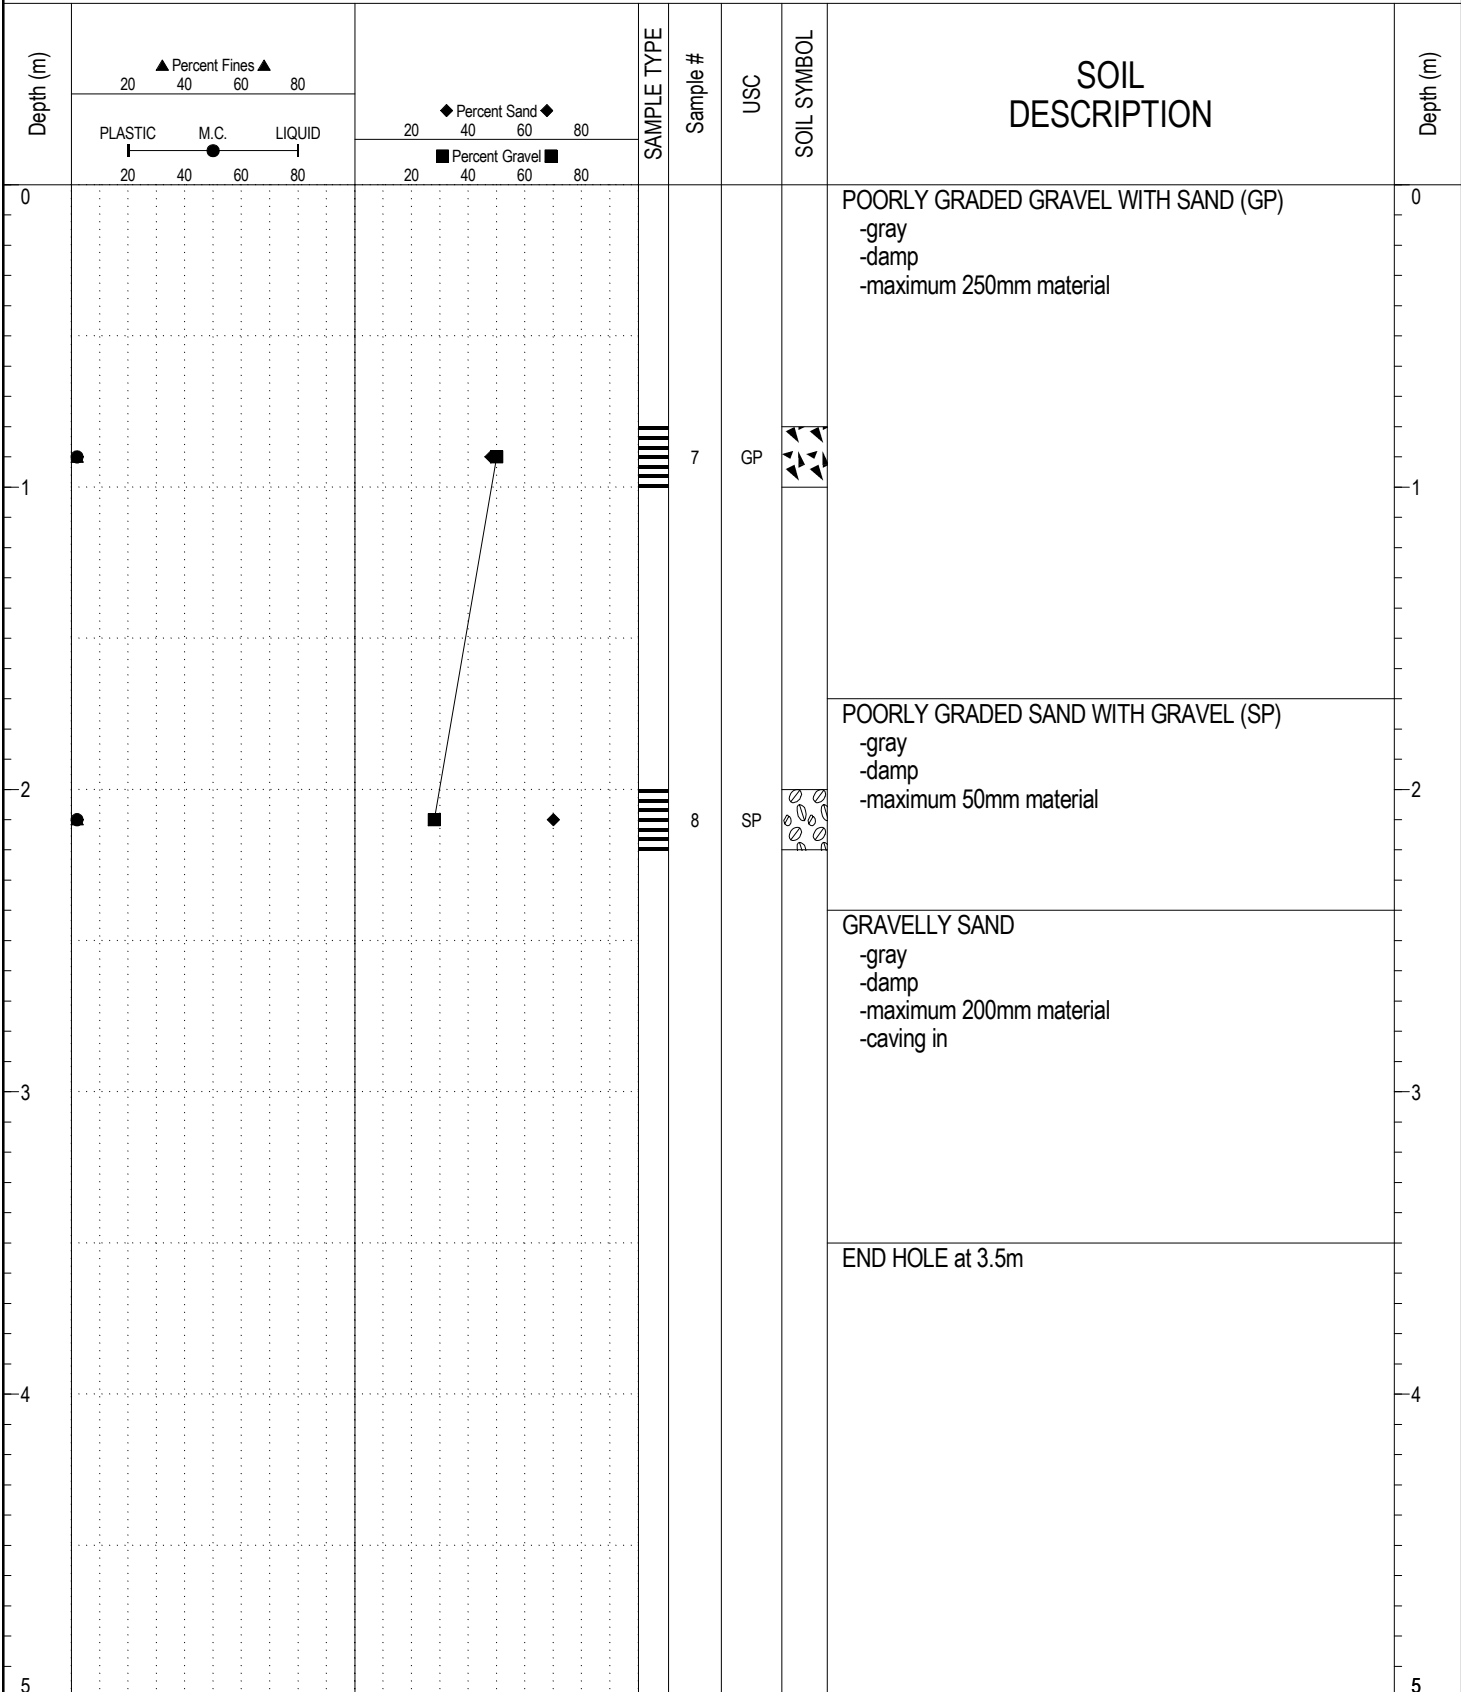 Depth (m)
▲ Percent Fines ▲
20 40 60 80
PLASTIC M.C. LIQUID
20 40 60 80
◆ Percent Sand ◆
20 40 60 80
■ Percent Gravel ■
20 40 60 80
SAMPLE TYPE
Sample #
USC
SOIL SYMBOL
SOIL
DESCRIPTION
Depth (m)
0
POORLY GRADED GRAVEL WITH SAND (GP)
0
-gray
-damp
-maximum 250mm material
7 GP
1
1
POORLY GRADED SAND WITH GRAVEL (SP)
-gray
-damp
2
-maximum 50mm material
2
8 SP
GRAVELLY SAND
-gray
-damp
-maximum 200mm material
-caving in
3
3
END HOLE at 3.5m
4
4
5
5